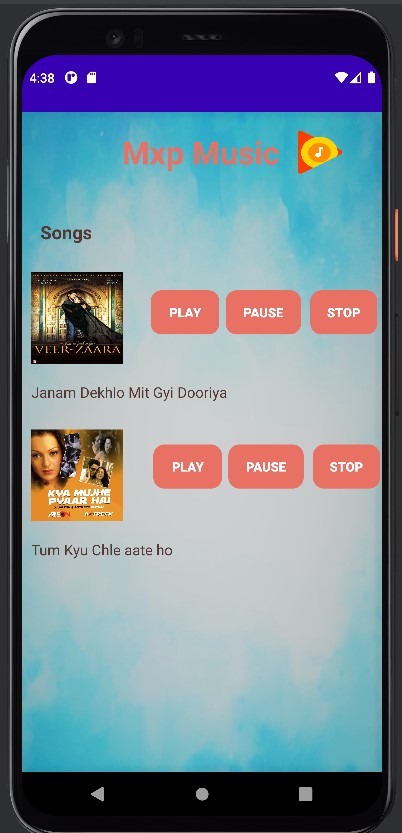 4:38
Mxp Music
Songs
VEER-ZAARA
PLAY PAUSE STOP
Janam Dekhlo Mit Gyi Dooriya
KYA MUJHE
PYAAR HAI
PLAY PAUSE STOP
Tum Kyu Chle aate ho